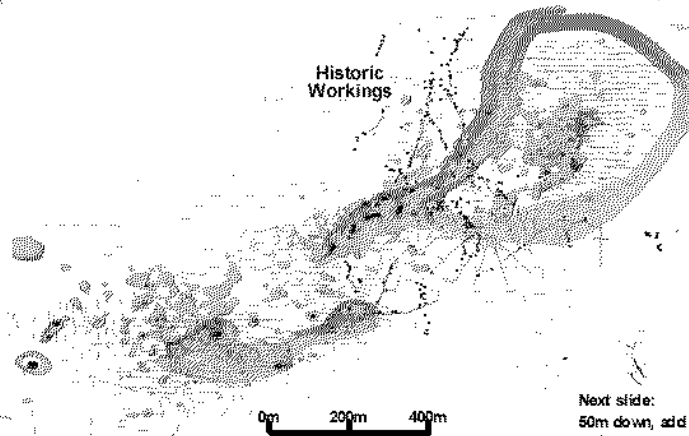 Historic
Workings
0m 200m 400m
Next slide:
50m down, add